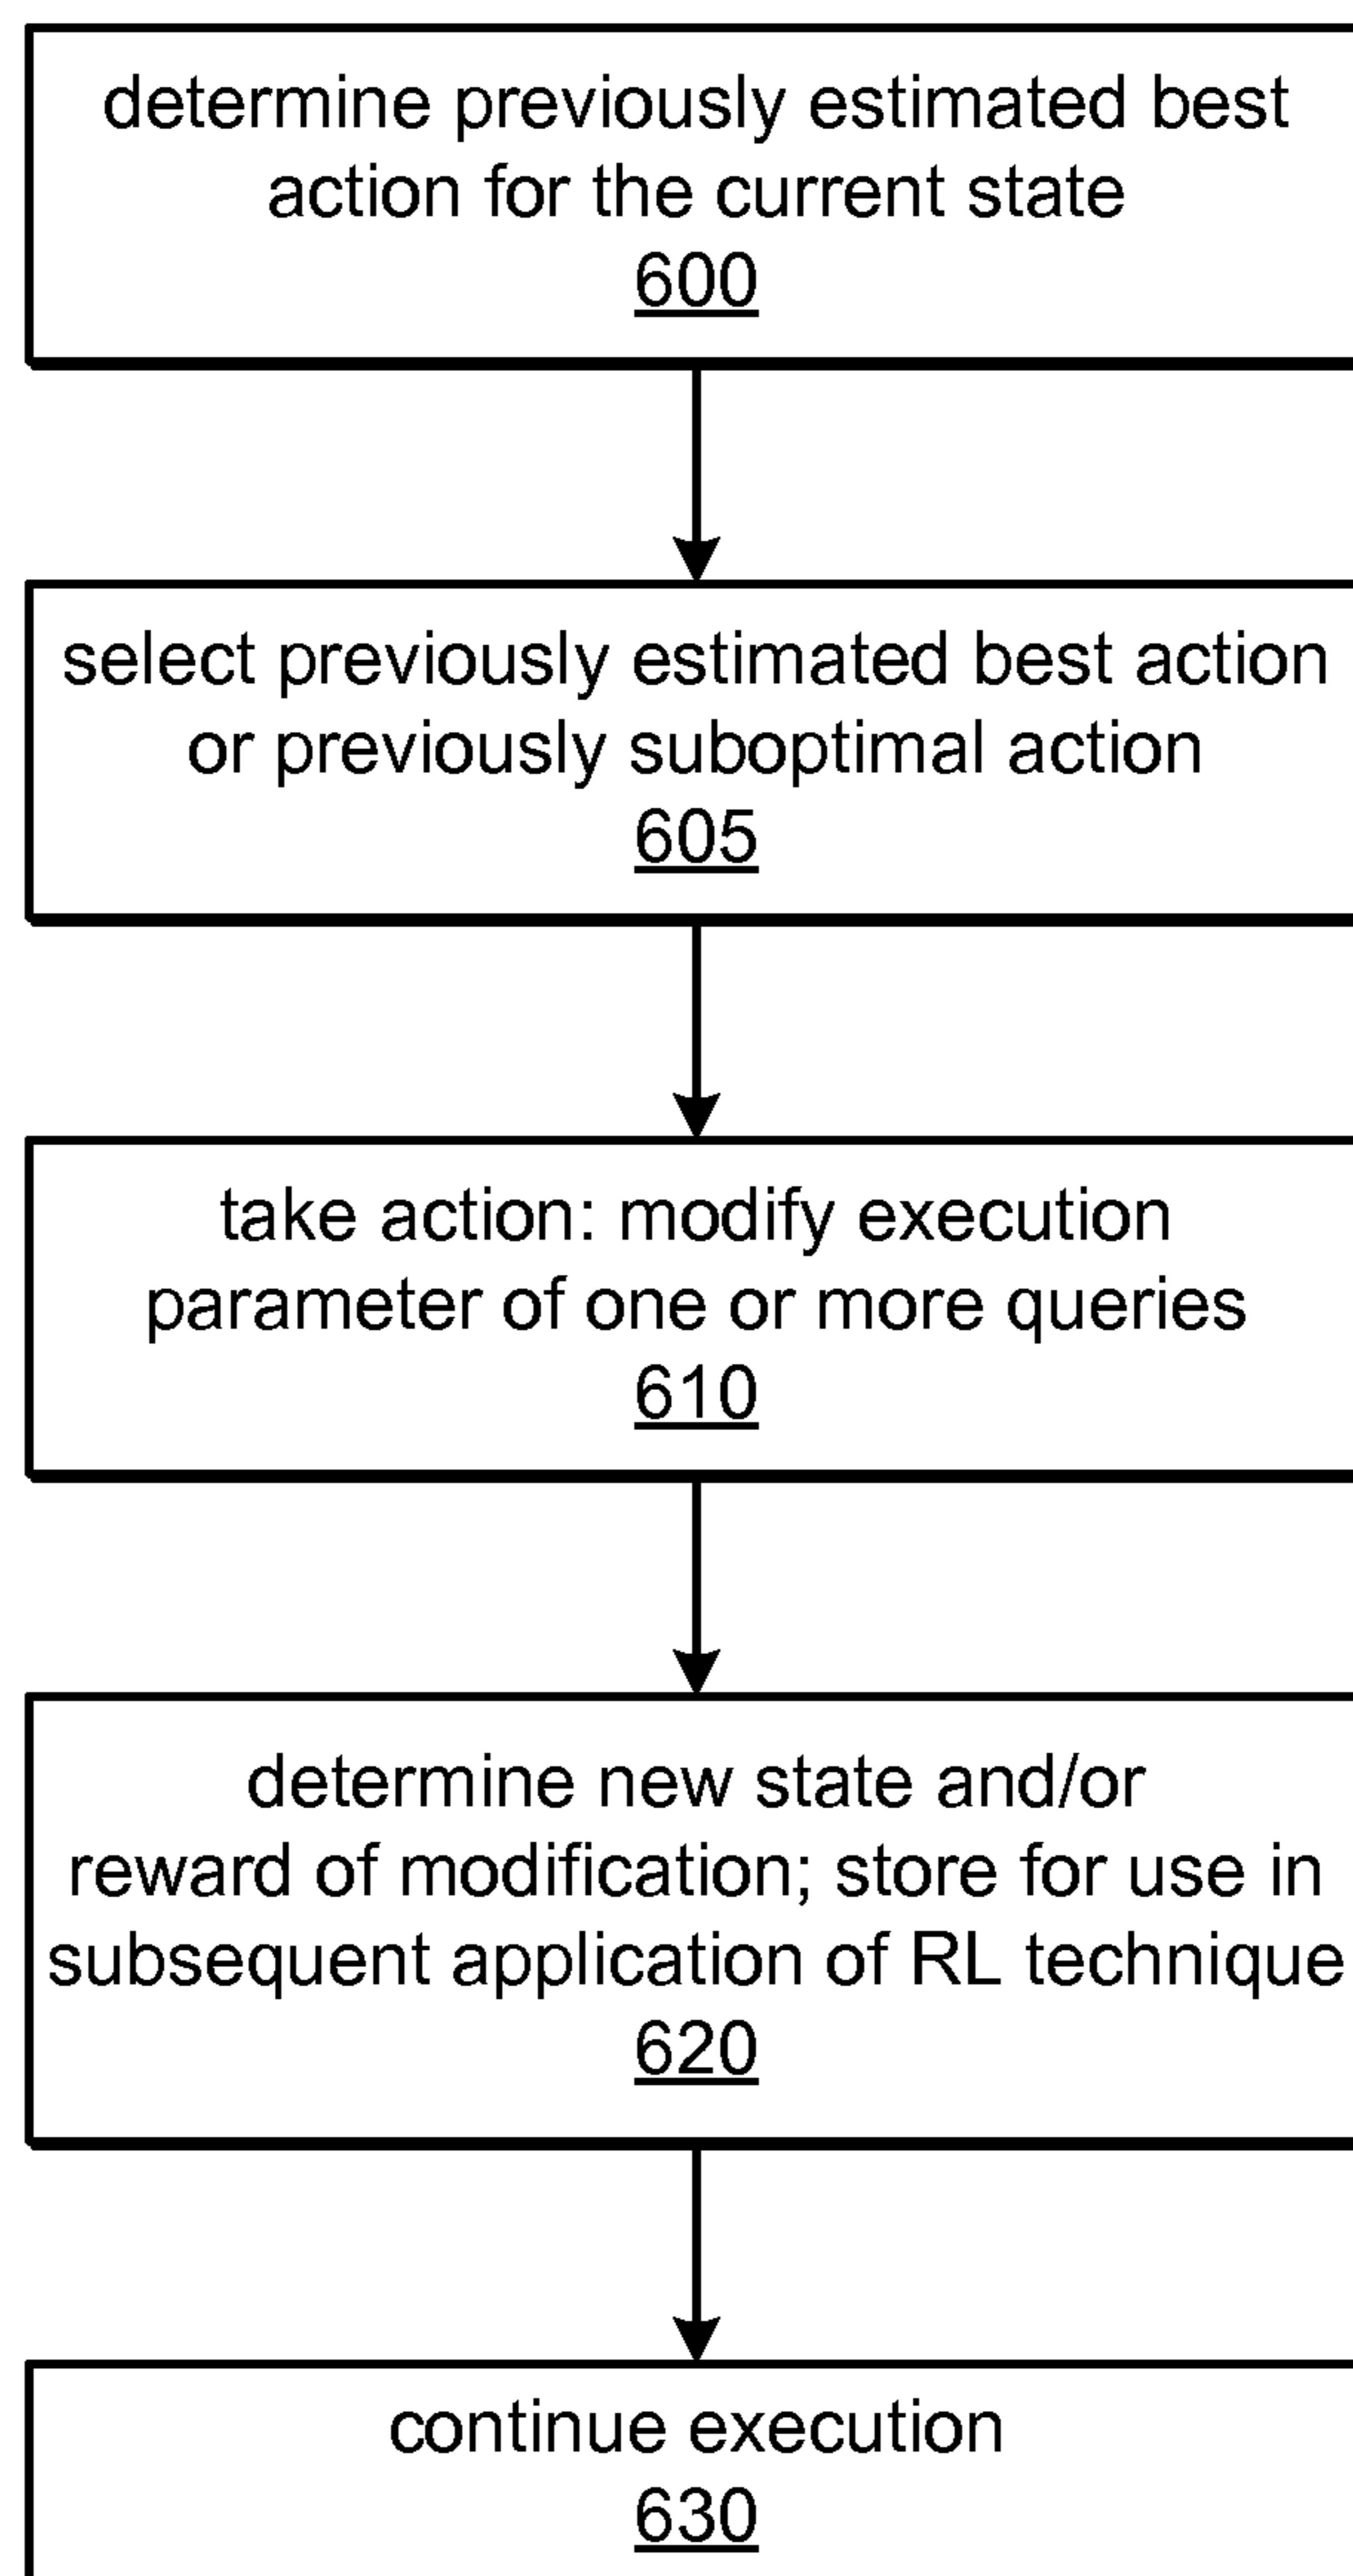 determine previously estimated best
action for the current state
600
select previously estimated best action
or previously suboptimal action
605
take action: modify execution
parameter of one or more queries
610
determine new state and/or
reward of modification; store for use in
subsequent application of RL technique
620
continue execution
630